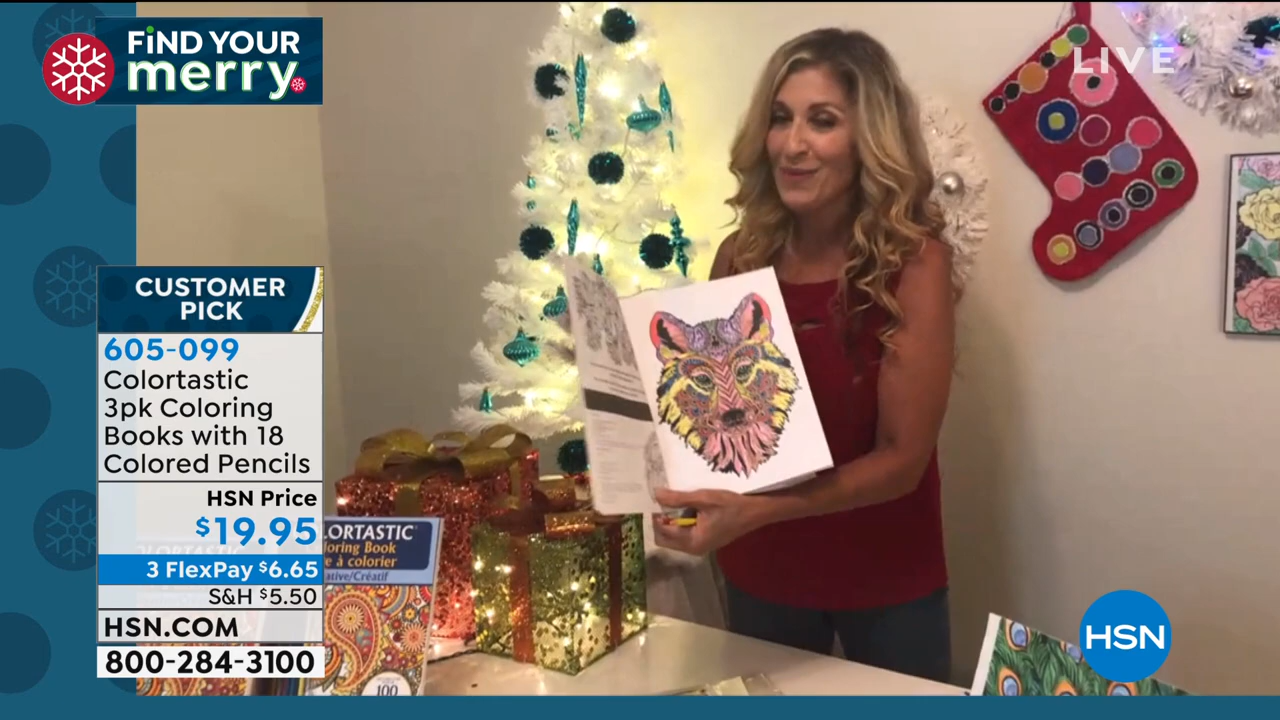 FiND YOUR
merry.
LIVE
CUSTOMER
PICK
605-099
Colortastic
3pk Coloring
Books with 18
Colored Pencils
HSN Price
$19.95
3 FlexPay $6.65
S&H $5.50
HSN.COM
800-284-3100
LORTASTIC
oring Book
e à colorier
ative/Créatif
100
HSN